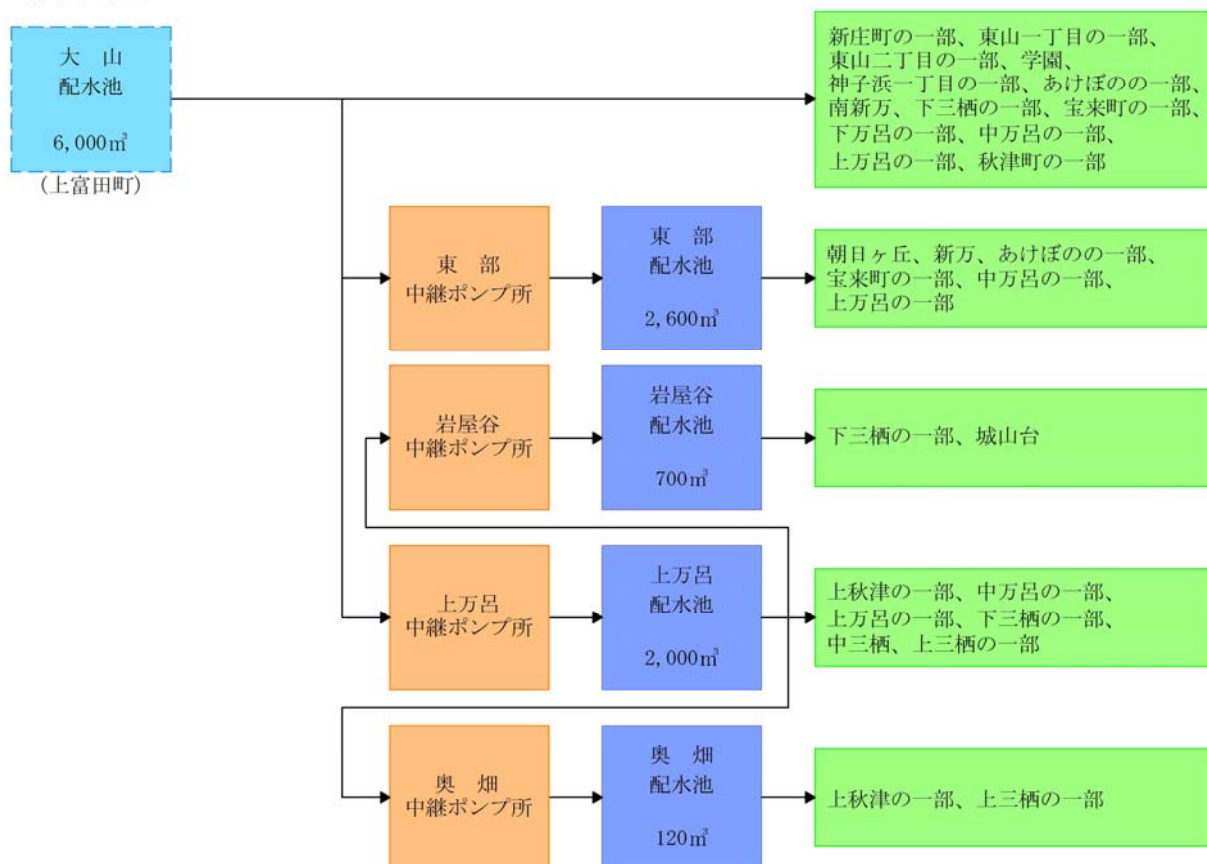 大　山
配水池
6,000㎥
(上富田町)
新庄町の一部、東山一丁目の一部、
東山二丁目の一部、学園、
神子浜一丁目の一部、あけぼのの一部、
南新万、下三栖の一部、宝来町の一部、
下万呂の一部、中万呂の一部、
上万呂の一部、秋津町の一部
東　部
中継ポンプ所
東　部
配水池
2,600㎥
朝日ヶ丘、新万、あけぼのの一部、
宝来町の一部、中万呂の一部、
上万呂の一部
岩屋谷
中継ポンプ所
岩屋谷
配水池
700㎥
下三栖の一部、城山台
上万呂
中継ポンプ所
上万呂
配水池
2,000㎥
上秋津の一部、中万呂の一部、
上万呂の一部、下三栖の一部、
中三栖、上三栖の一部
奥　畑
中継ポンプ所
奥　畑
配水池
120㎥
上秋津の一部、上三栖の一部